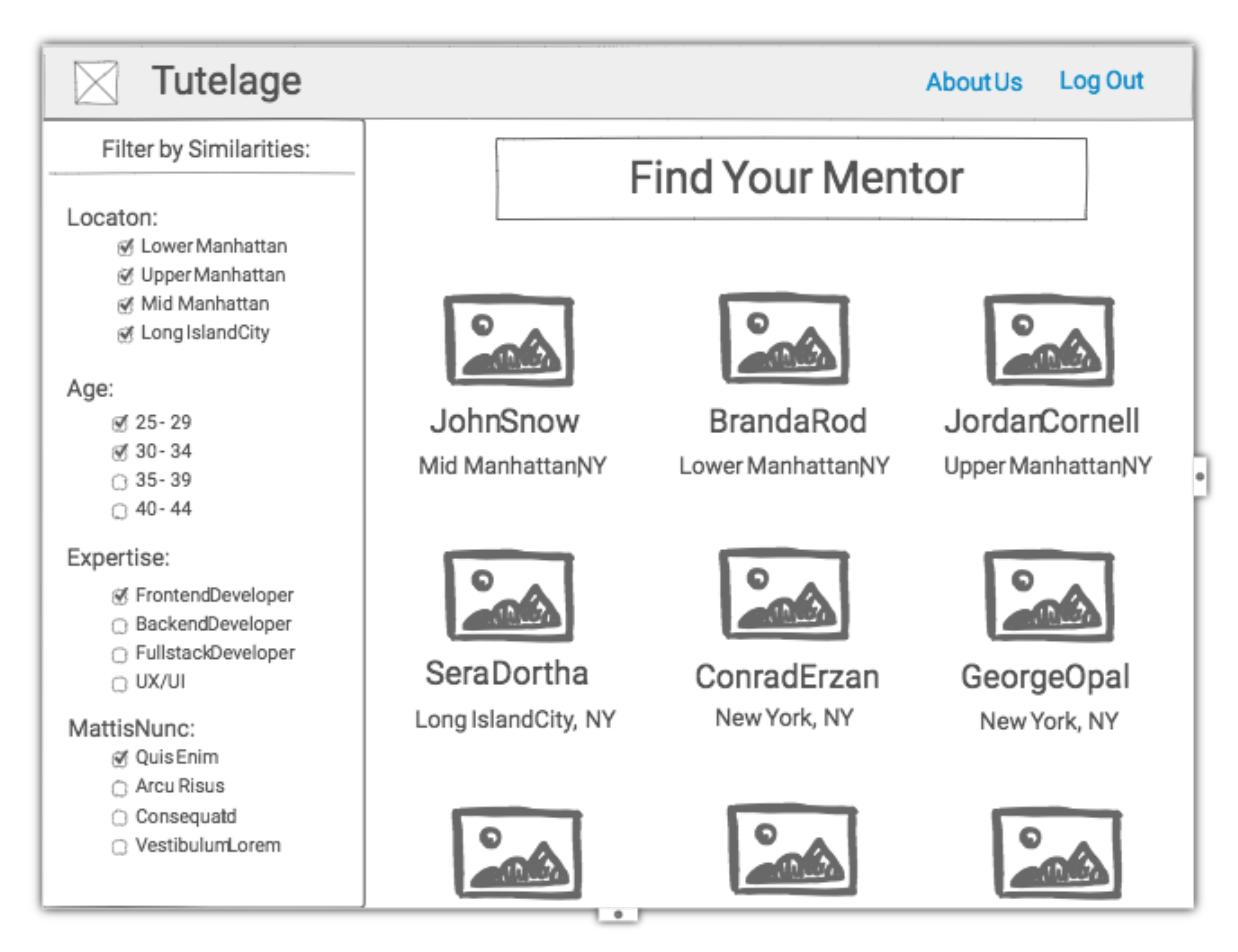 Tutelage
About Us
Log Out
Filter by Similarities:
Locaton:
Lower Manhattan
Upper Manhattan
Mid Manhattan
Long Island City
Age:
25 - 29
30 - 34
35 - 39
40 - 44
Expertise:
Frontend Developer
Backend Developer
Fullstack Developer
UX/UI
Mattis Nunc:
Quis Enim
Arcu Risus
Consequat Id
Vestibulum Lorem
Find Your Mentor
John Snow
Branda Rod
Jordan Cornell
Mid Manhattan, NY
Lower Manhattan, NY
Upper Manhattan, NY
Sera Dortha
Conrad Erzan
George Opal
Long Island City, NY
New York, NY
New York, NY